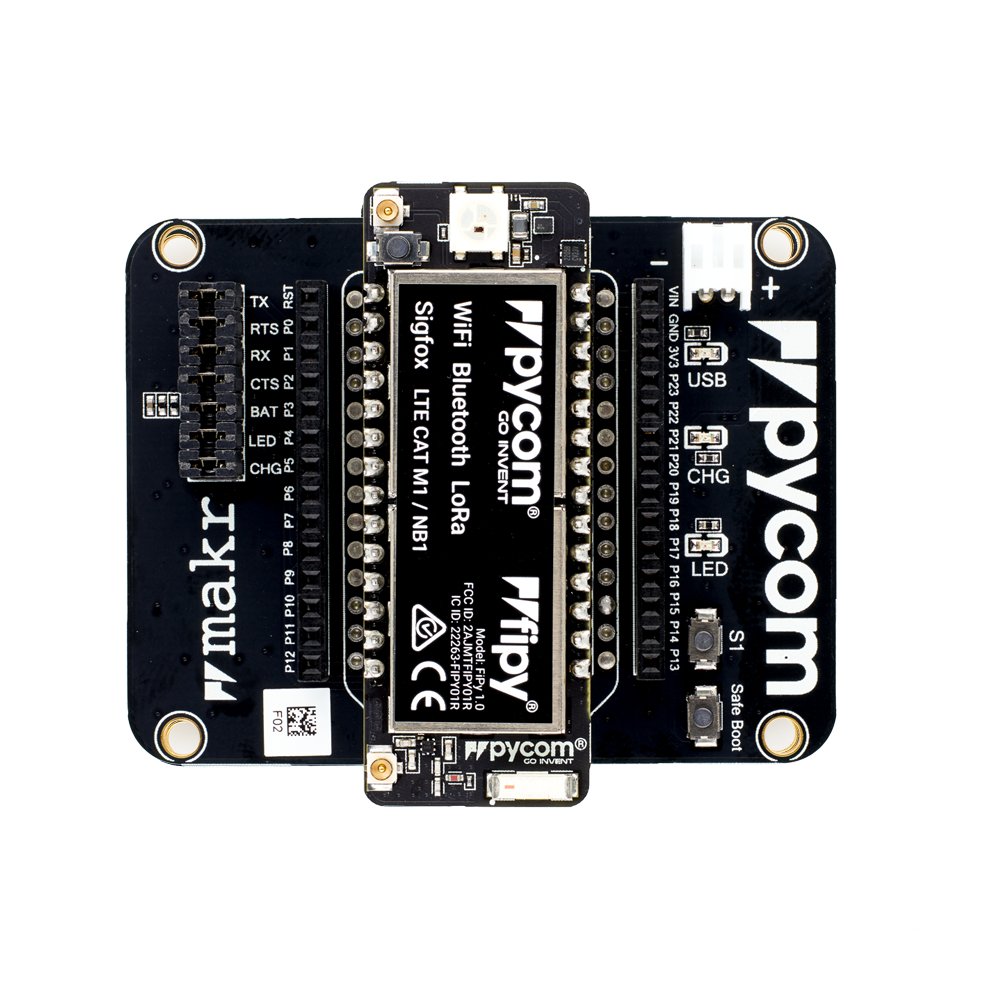 TX
RTS
RX
CTS
BAT
LED
CHG
RST
P0
P1
P2
P3
P4
P5
P6
P7
P8
P9
P10
P11
P12
makr
F02
pycom®
GO INVENT
WiFi Bluetooth LoRa
Sigfox LTE CAT M1 / NB1
fipy®
Model: FiPy 1.0
FCC ID: 2AJMTFIPY01R
IC ID: 22263-FIPY01R
CE
pycom®
GO INVENT
− +
VIN
GND
3V3
P23
P22
P21
P20
P19
P18
P17
P16
P15
P14
P13
USB
CHG
LED
S1
Safe Boot
pycom